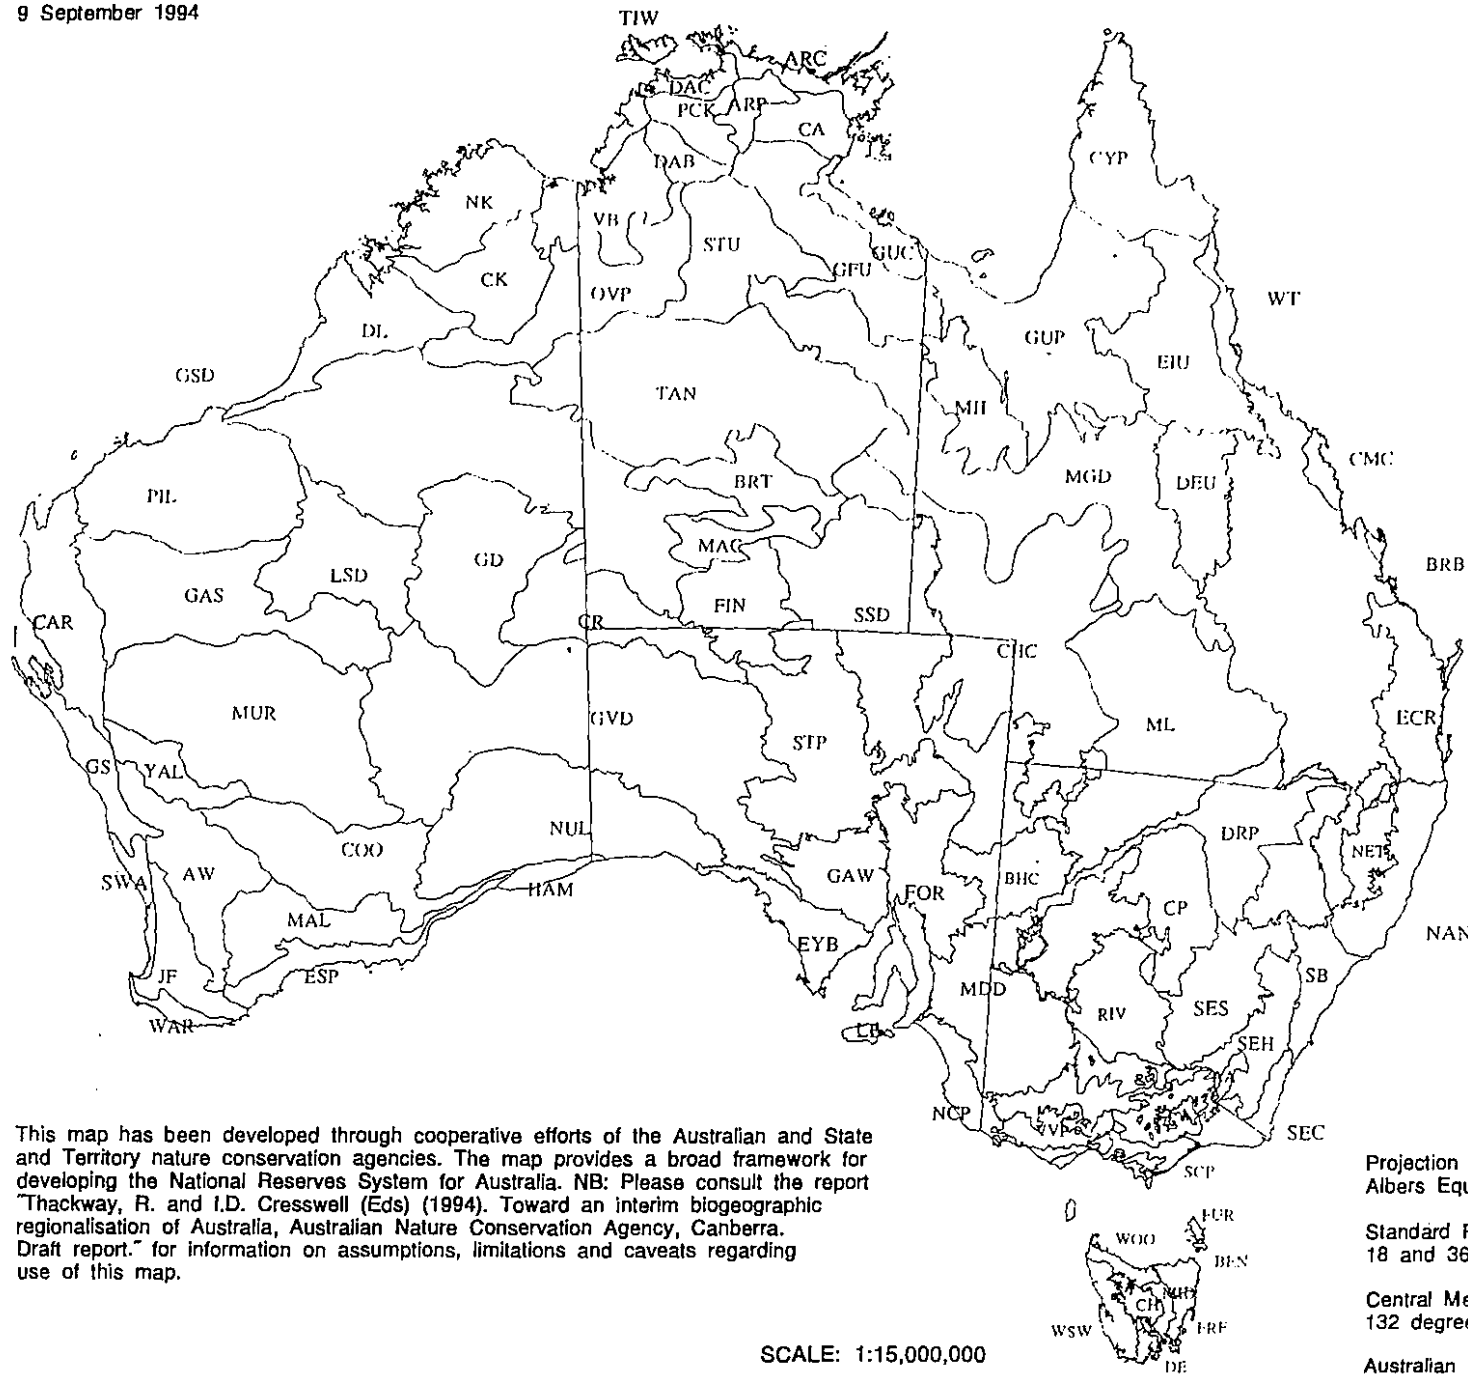 9 September 1994
TIW
ARC
DAC
PCK ARP
CA
DAB
CYP
NK
VB
STU
GUC
GFU
CK
OVP
WT
DL
GUP
EIU
GSD
TAN
MII
CMC
BRT
MGD
DEU
PIL
MAC
GD
LSD
BRB
GAS
FIN
SSD
CAR
CR
CHC
MUR
GVD
STP
ML
ECR
GS
YAL
NUL
DRP
COO
NET
SWA
AW
GAW
BHC
HAM
FOR
CP
MAL
NAN
EYB
JF
ESP
MDD
SB
RIV
SES
WAR
SEH
NCP
SEC
SCP
This map has been developed through cooperative efforts of the Australian and State
and Territory nature conservation agencies. The map provides a broad framework for
developing the National Reserves System for Australia. NB: Please consult the report
"Thackway, R. and I.D. Cresswell (Eds) (1994). Toward an interim biogeographic
regionalisation of Australia, Australian Nature Conservation Agency, Canberra.
Draft report." for information on assumptions, limitations and caveats regarding
use of this map.
Projection
Albers Equ
Standard P
18 and 36
Central Me
132 degree
Australian
FUR
WOO
BEN
CH
WSW
FRE
DE
SCALE: 1:15,000,000